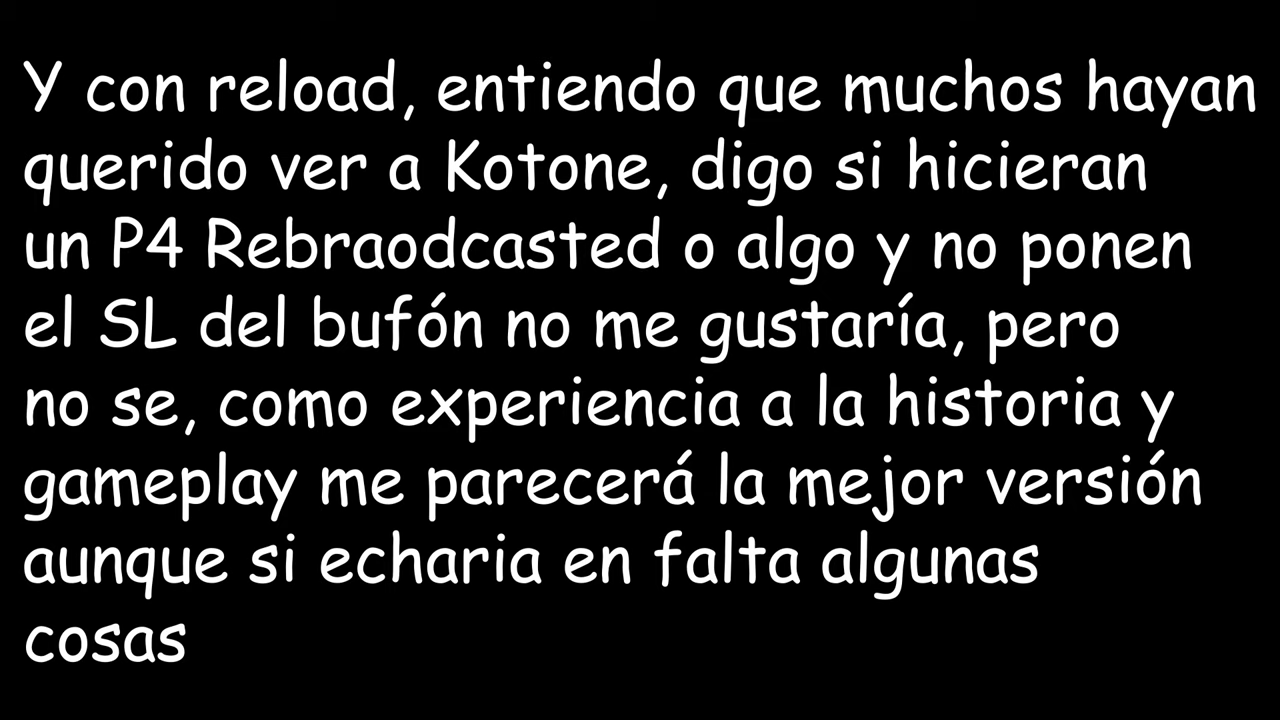 Y con reload, entiendo que muchos hayan
querido ver a Kotone, digo si hicieran
un P4 Rebraodcasted o algo y no ponen
el SL del bufón no me gustaría, pero
no se, como experiencia a la historia y
gameplay me parecerá la mejor versión
aunque si echaria en falta algunas
cosas